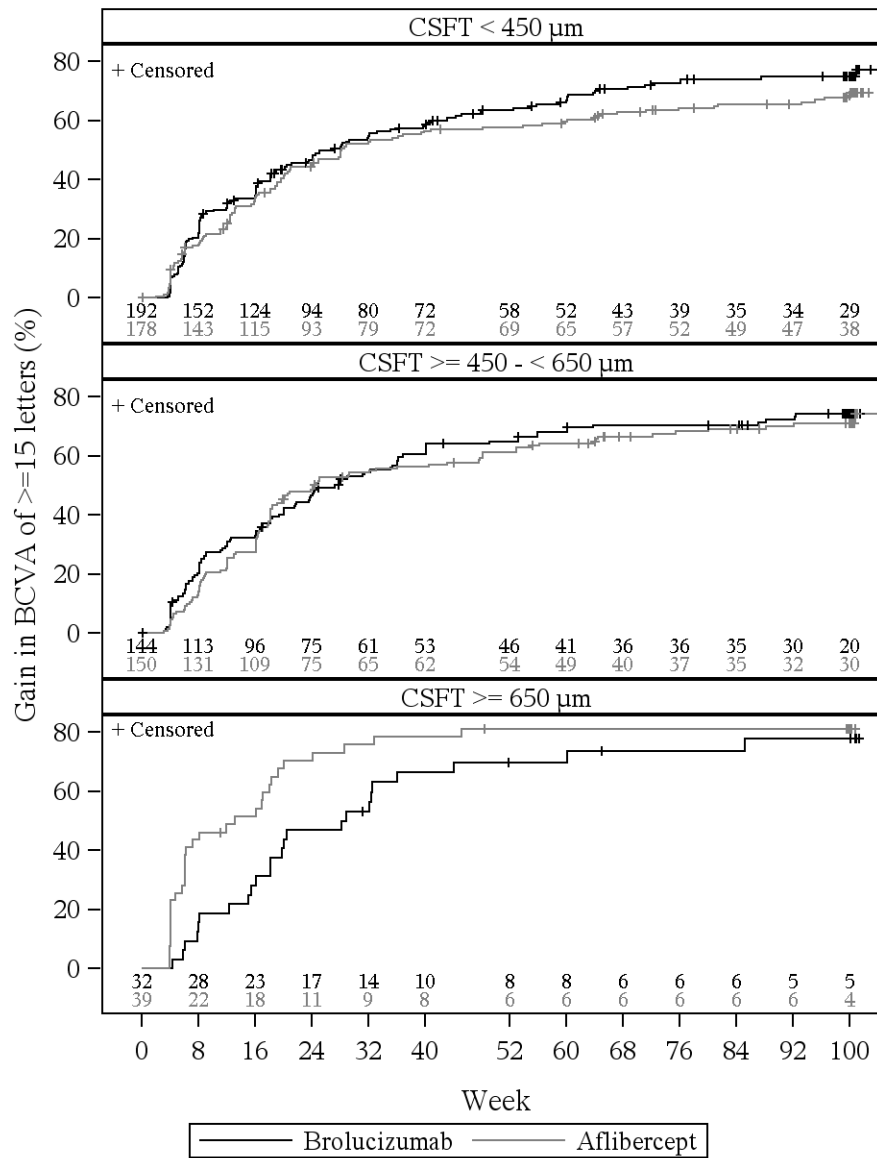 CSFT < 450 µm
+ Censored
80
60
40
20
0
192 152 124 94 80 72 58 52 43 39 35 34 29
178 143 115 93 79 72 69 65 57 52 49 47 38
CSFT >= 450 - < 650 µm
+ Censored
80
60
40
20
0
144 113 96 75 61 53 46 41 36 36 35 30 20
150 131 109 75 65 62 54 49 40 37 35 32 30
Gain in BCVA of >=15 letters (%)
CSFT >= 650 µm
+ Censored
80
60
40
20
0
32 28 23 17 14 10 8 8 6 6 6 5 5
39 22 18 11 9 8 6 6 6 6 6 6 4
0 8 16 24 32 40 52 60 68 76 84 92 100
Week
Brolucizumab Aflibercept